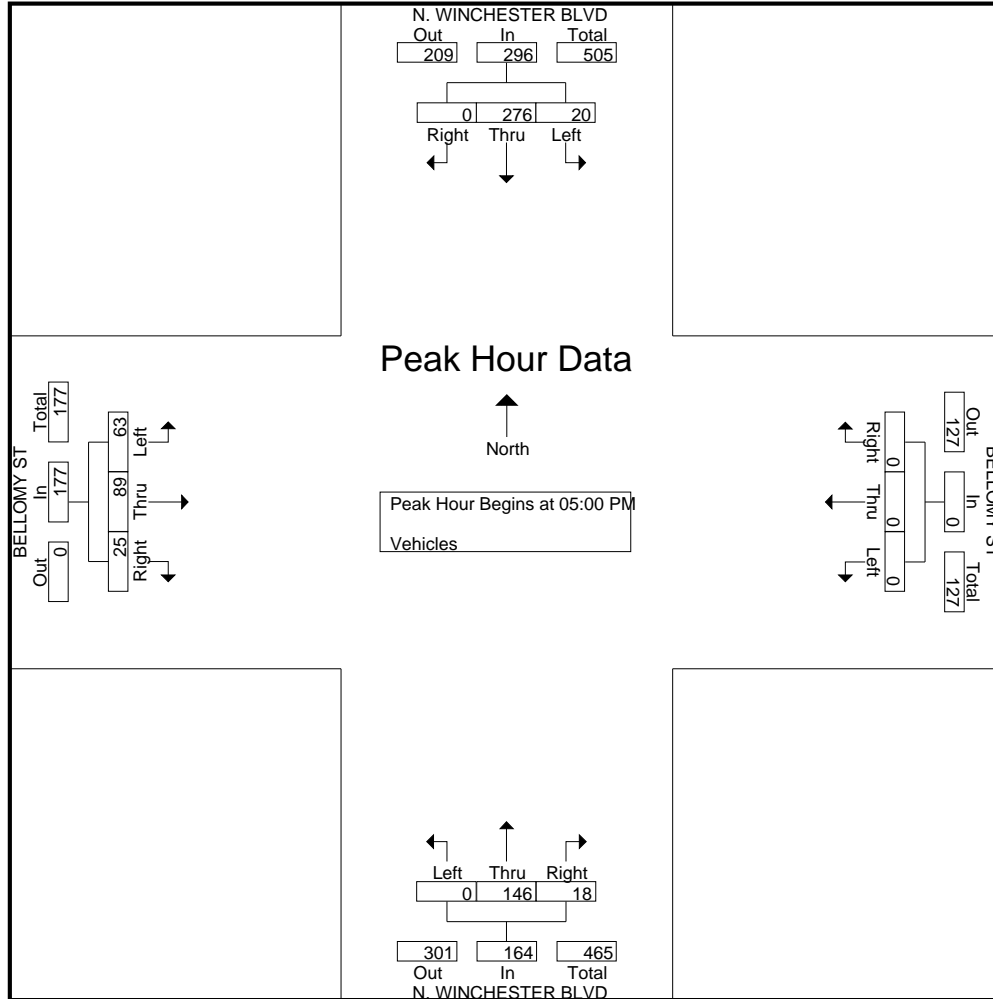 N. WINCHESTER BLVD
Out In Total
209 296 505
0 276 20
Right Thru Left
Peak Hour Data
North
Peak Hour Begins at 05:00 PM
Vehicles
BELLOMY ST
Total In Out
177 177 0
63 89 25
Left Thru Right
Right Thru Left
0 0 0
Out In Total
127 0 127
BELLOMY ST
Left Thru Right
0 146 18
301 164 465
Out In Total
N. WINCHESTER BLVD